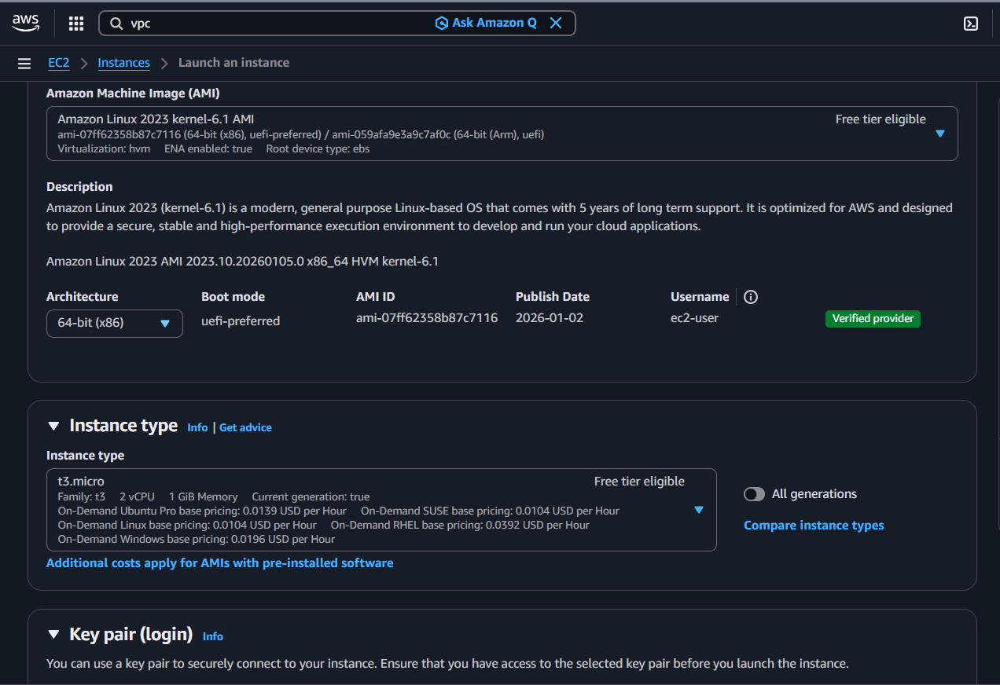 aws
vpc
Ask Amazon Q
EC2
Instances
Launch an instance
Amazon Machine Image (AMI)
Amazon Linux 2023 kernel-6.1 AMI
Free tier eligible
ami-07ff62358b87c7116 (64-bit (x86), uefi-preferred) / ami-059afa9e3a9c7af0c (64-bit (Arm), uefi)
Virtualization: hvm ENA enabled: true Root device type: ebs
Description
Amazon Linux 2023 (kernel-6.1) is a modern, general purpose Linux-based OS that comes with 5 years of long term support. It is optimized for AWS and designed
to provide a secure, stable and high-performance execution environment to develop and run your cloud applications.
Amazon Linux 2023 AMI 2023.10.20260105.0 x86_64 HVM kernel-6.1
Architecture Boot mode AMI ID Publish Date Username
64-bit (x86) uefi-preferred ami-07ff62358b87c7116 2026-01-02 ec2-user Verified provider
Instance type Info | Get advice
Instance type
t3.micro
Free tier eligible
Family: t3 2 vCPU 1 GiB Memory Current generation: true
On-Demand Ubuntu Pro base pricing: 0.0139 USD per Hour On-Demand SUSE base pricing: 0.0104 USD per Hour
On-Demand Linux base pricing: 0.0104 USD per Hour On-Demand RHEL base pricing: 0.0392 USD per Hour
On-Demand Windows base pricing: 0.0196 USD per Hour
All generations
Compare instance types
Additional costs apply for AMIs with pre-installed software
Key pair (login) Info
You can use a key pair to securely connect to your instance. Ensure that you have access to the selected key pair before you launch the instance.